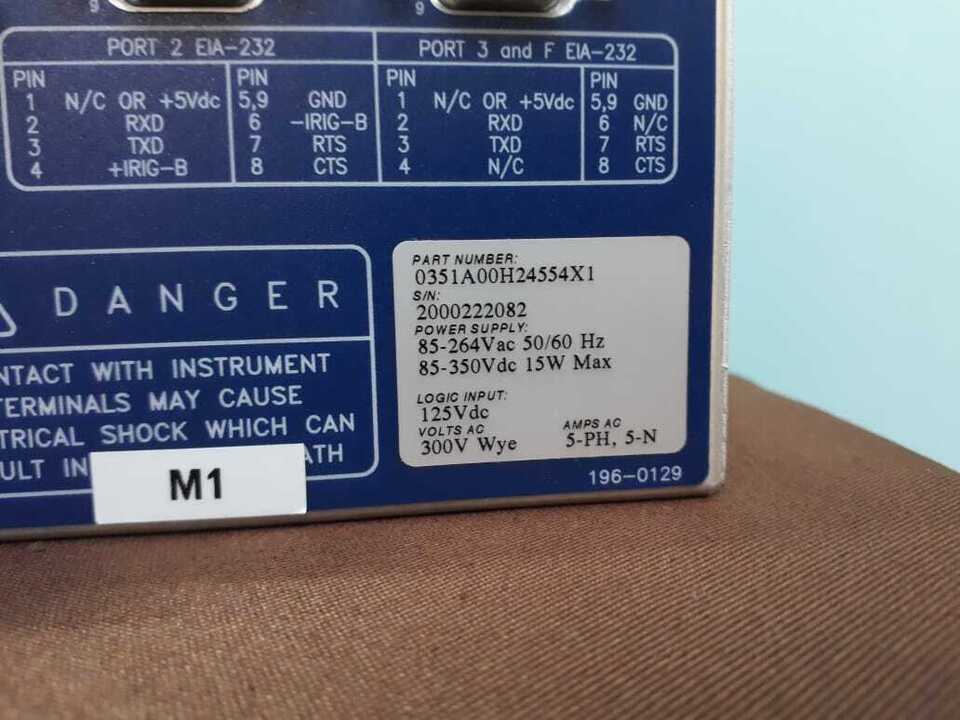 9
9
PORT 2 EIA-232
PIN PIN
1 N/C OR +5Vdc 5,9 GND
2 RXD 6 -IRIG-B
3 TXD 7 RTS
4 +IRIG-B 8 CTS
PORT 3 and F EIA-232
PIN PIN
1 N/C OR +5Vdc 5,9 GND
2 RXD 6 N/C
3 TXD 7 RTS
4 N/C 8 CTS
DANGER
NTACT WITH INSTRUMENT
TERMINALS MAY CAUSE
TRICAL SHOCK WHICH CAN
ULT IN ATH
M1
PART NUMBER:
0351A00H24554X1
S/N:
2000222082
POWER SUPPLY:
85-264Vac 50/60 Hz
85-350Vdc 15W Max
LOGIC INPUT:
125Vdc
VOLTS AC AMPS AC
300V Wye 5-PH, 5-N
196-0129